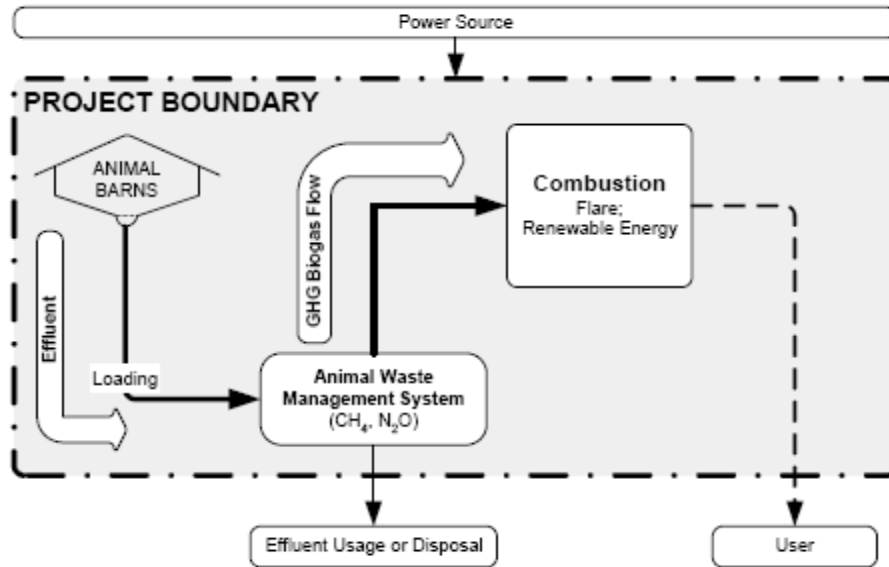 Power Source
PROJECT BOUNDARY
ANIMAL
BARNS
Effluent
Loading
GHG Biogas Flow
Combustion
Flare;
Renewable Energy
Animal Waste
Management System
(CH₄, N₂O)
Effluent Usage or Disposal
User